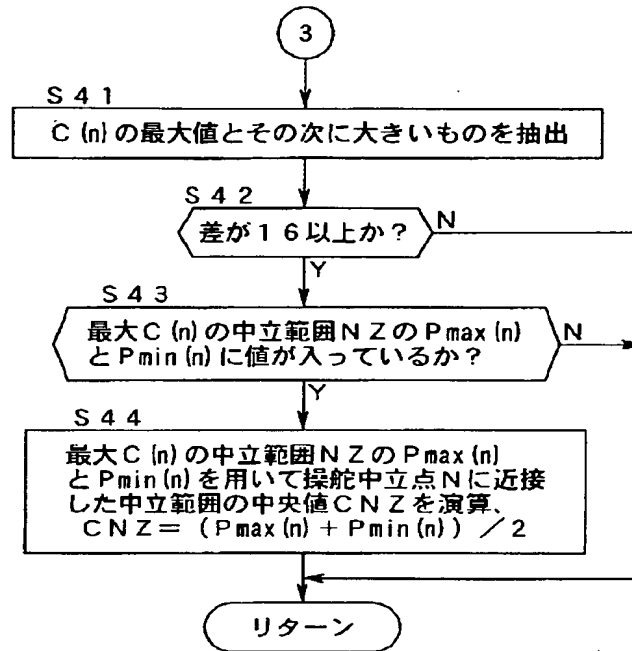 3
S41
C(n)の最大値とその次に大きいものを抽出
S42
差が16以上か?
N
Y
S43
最大C(n)の中立範囲NZのPmax(n)
とPmin(n)に値が入っているか?
N
Y
S44
最大C(n)の中立範囲NZのPmax(n)
とPmin(n)を用いて操舵中立点Nに近接
した中立範囲の中央値CNZを演算、
CNZ=(Pmax(n)+Pmin(n))/2
リターン